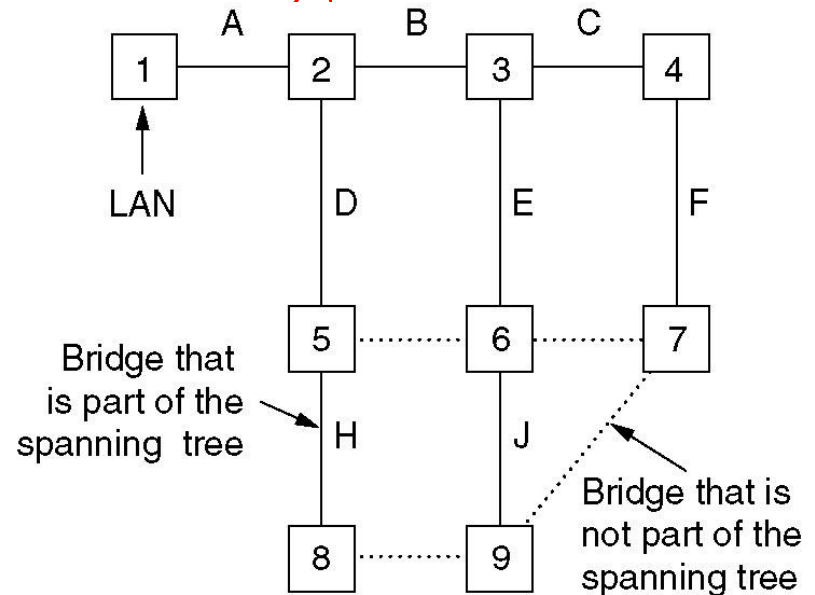 A
B
C
1
2
3
4
LAN
D
E
F
5
6
7
Bridge that
is part of the
spanning tree
H
J
Bridge that is
not part of the
spanning tree
8
9